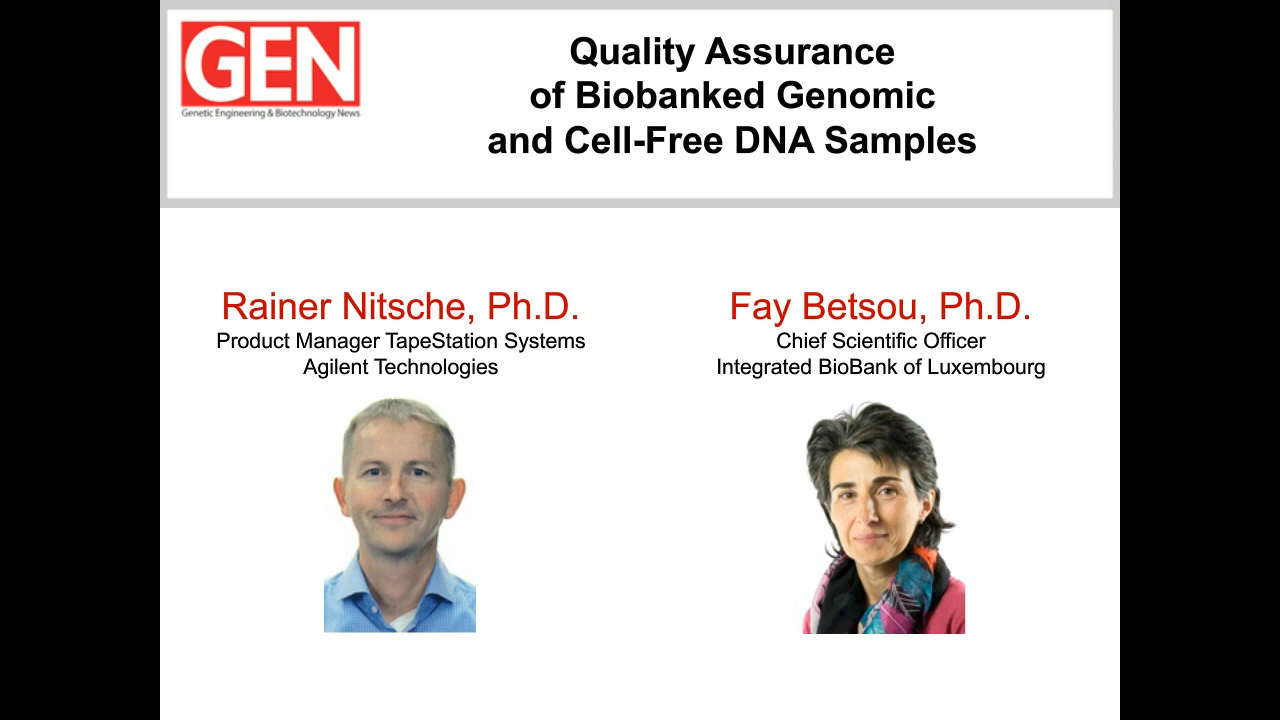 GEN
Genetic Engineering & Biotechnology News
Quality Assurance
of Biobanked Genomic
and Cell-Free DNA Samples
Rainer Nitsche, Ph.D.
Product Manager TapeStation Systems
Agilent Technologies
Fay Betsou, Ph.D.
Chief Scientific Officer
Integrated BioBank of Luxembourg